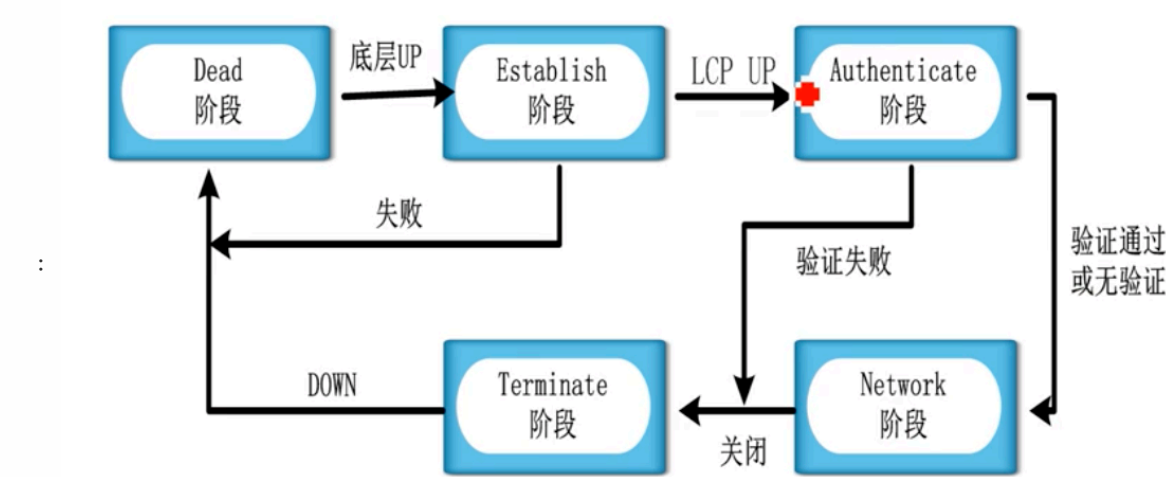 Dead
阶段
底层UP
Establish
阶段
LCP UP
Authenticate
阶段
失败
验证失败
验证通过
或无验证
:
DOWN
Terminate
阶段
关闭
Network
阶段